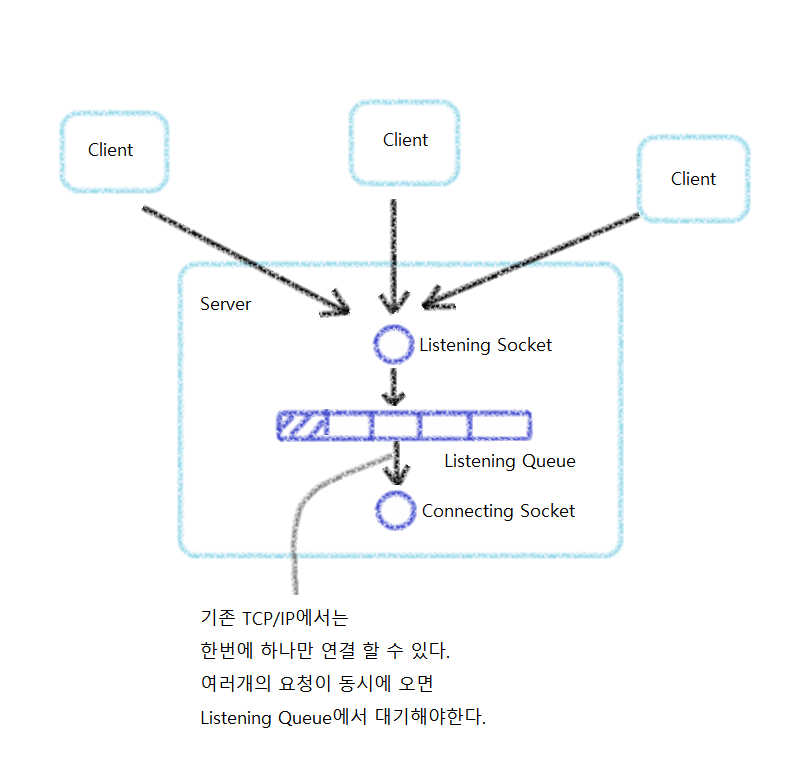 Client
Client
Client
Server
Listening Socket
Listening Queue
Connecting Socket
기존 TCP/IP에서는
한번에 하나만 연결 할 수 있다.
여러개의 요청이 동시에 오면
Listening Queue에서 대기해야한다.